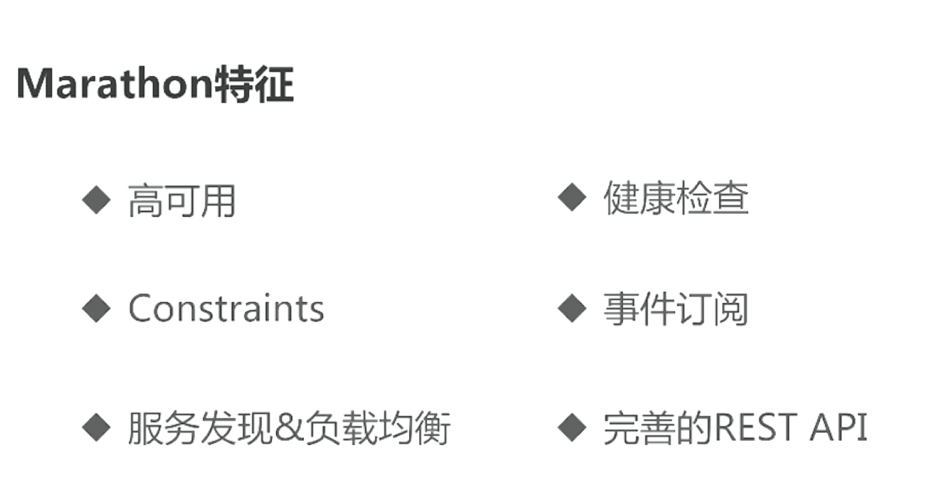 Marathon特征
◆ 高可用
◆ 健康检查
◆ Constraints
◆ 事件订阅
◆ 服务发现&负载均衡
◆ 完善的REST API